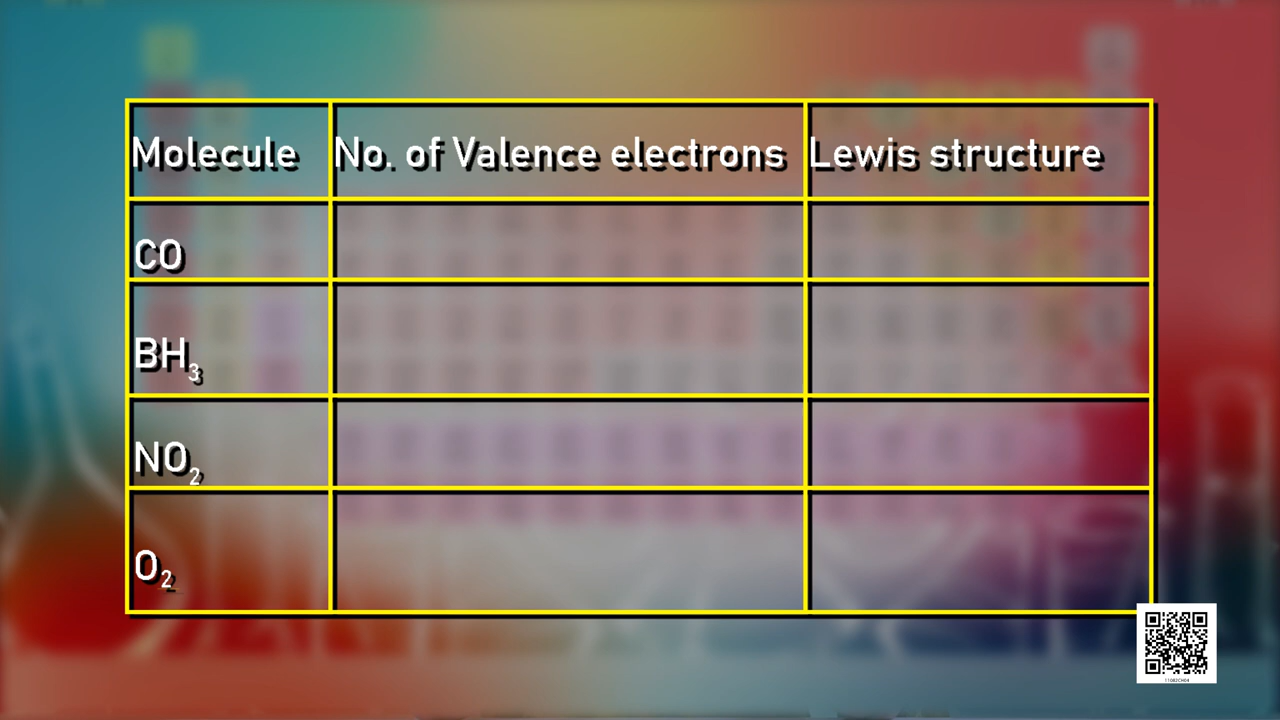 Molecule No. of Valence electrons Lewis structure
CO
BH₃
NO₂
O₂